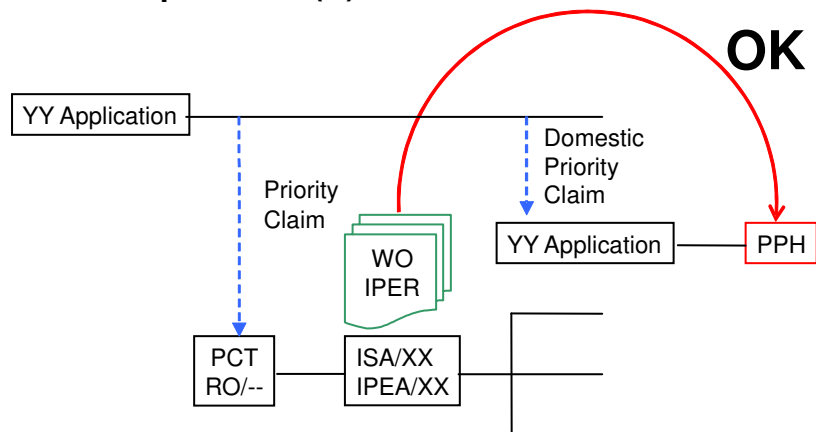 OK
YY Application
Domestic
Priority
Claim
Priority
Claim
YY Application
PPH
WO
IPER
PCT
RO/--
ISA/XX
IPEA/XX